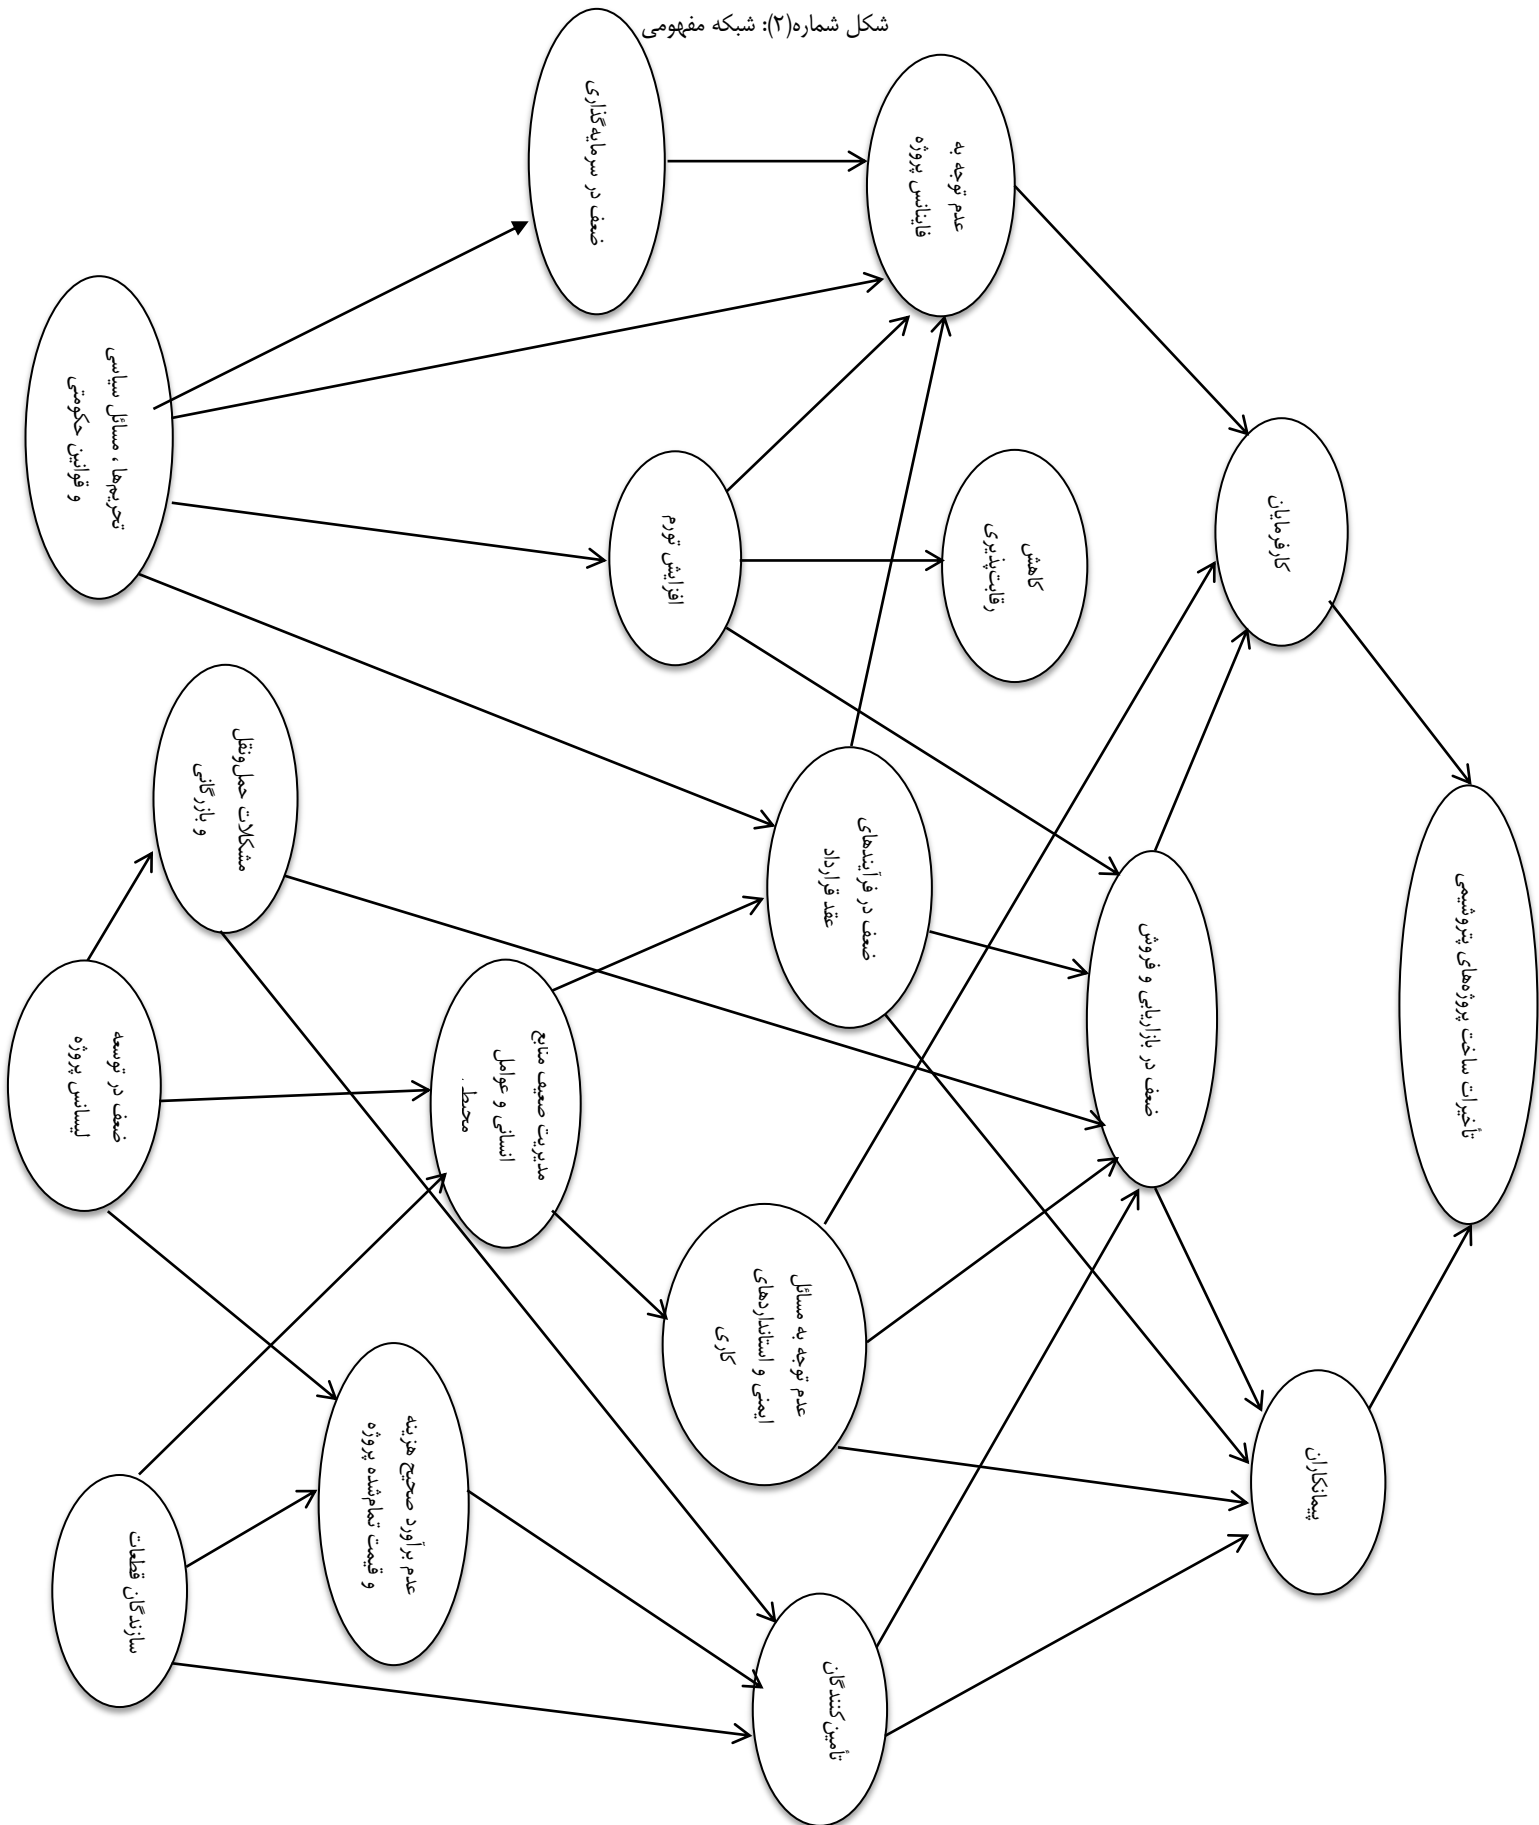 شکل شماره(۲): شبکه مفهومی
تأخیرات ساخت پروژه‌های پتروشیمی
کارفرمایان
پیمانکاران
ضعف در بازاریابی و فروش
عدم توجه به
فاینانس پروژه
کاهش
رقابت‌پذیری
ضعف در فرآیندهای
عقد قرارداد
عدم توجه به مسائل
ایمنی و استانداردهای
کاری
تأمین‌کنندگان
ضعف در سرمایه‌گذاری
افزایش تورم
مدیریت ضعیف منابع
انسانی و عوامل
محیط
عدم برآورد صحیح هزینه
و قیمت تمام‌شده پروژه
تحریم‌ها ، مسائل سیاسی
و قوانین حکومتی
مشکلات حمل‌ونقل
و بازرگانی
ضعف در توسعه
لیسانس پروژه
سازندگان قطعات